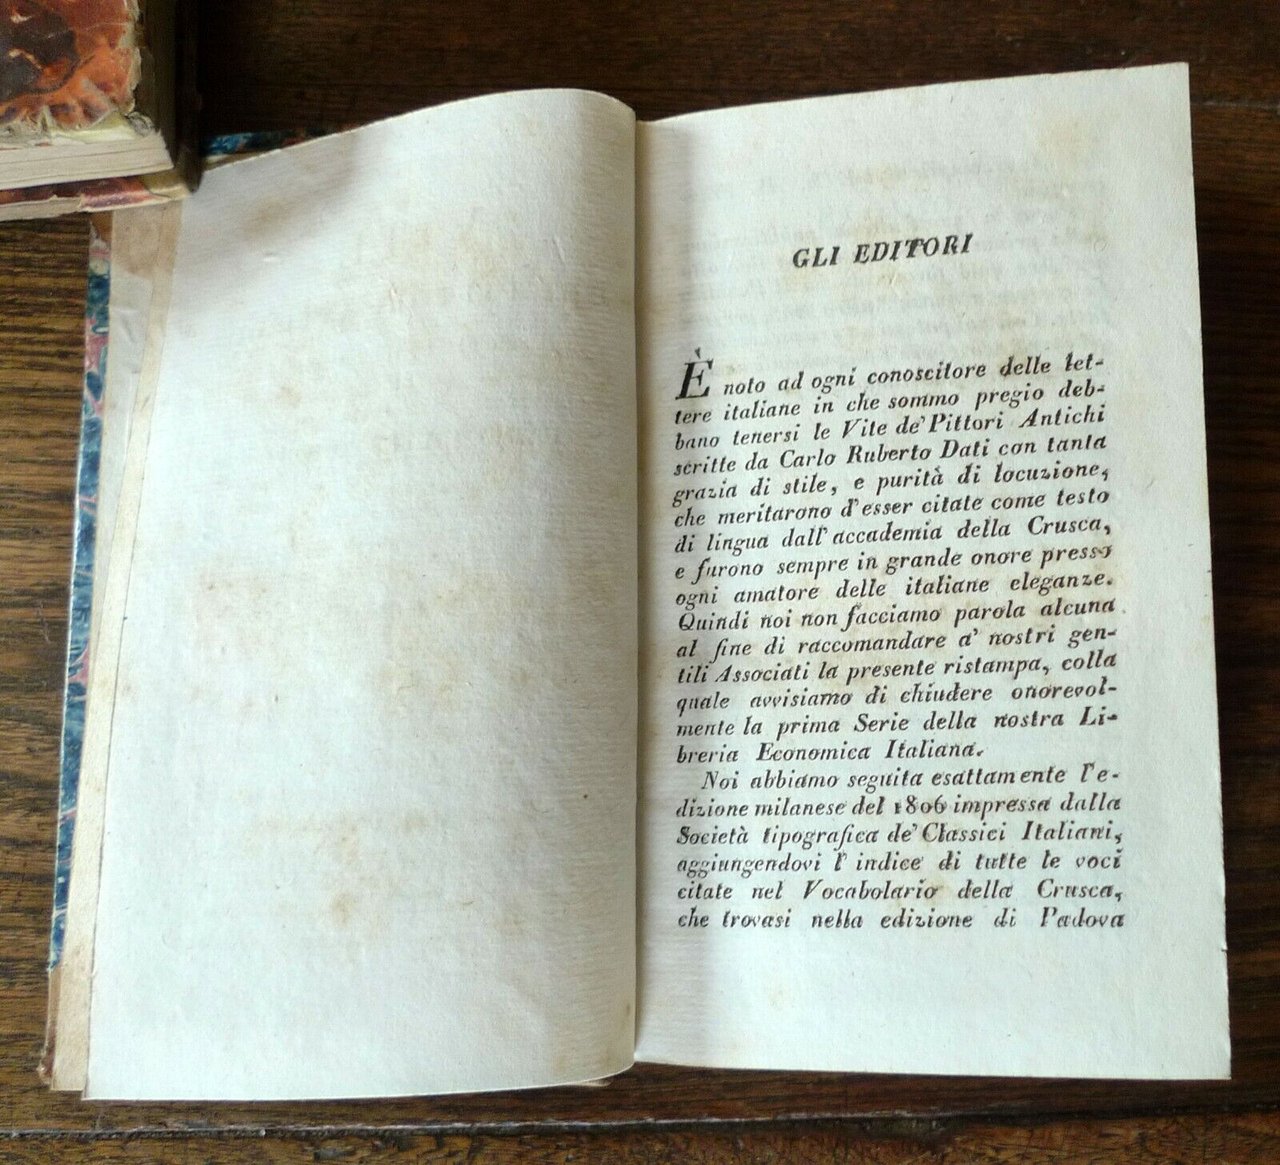 GLI EDITORI
È noto ad ogni conoscitore delle let-
tere italiane in che sommo pregio deb-
bano tenersi le Vite de' Pittori Antichi
scritte da Carlo Ruberto Dati con tanta
grazia di stile, e purità di locuzione,
che meritarono d'esser citate come testo
di lingua dall' accademia della Crusca,
e furono sempre in grande onore presso
ogni amatore delle italiane eleganze.
Quindi noi non facciamo parola alcuna
al fine di raccomandare a' nostri gen-
tili Associati la presente ristampa, colla
quale avvisiamo di chiudere onorevol-
mente la prima Serie della nostra Li-
breria Economica Italiana.
Noi abbiamo seguita esattamente l'e-
dizione milanese del 1806 impressa dalla
Società tipografica de' Classici Italiani,
aggiungendovi l' indice di tutte le voci
citate nel Vocabolario della Crusca,
che trovasi nella edizione di Padova